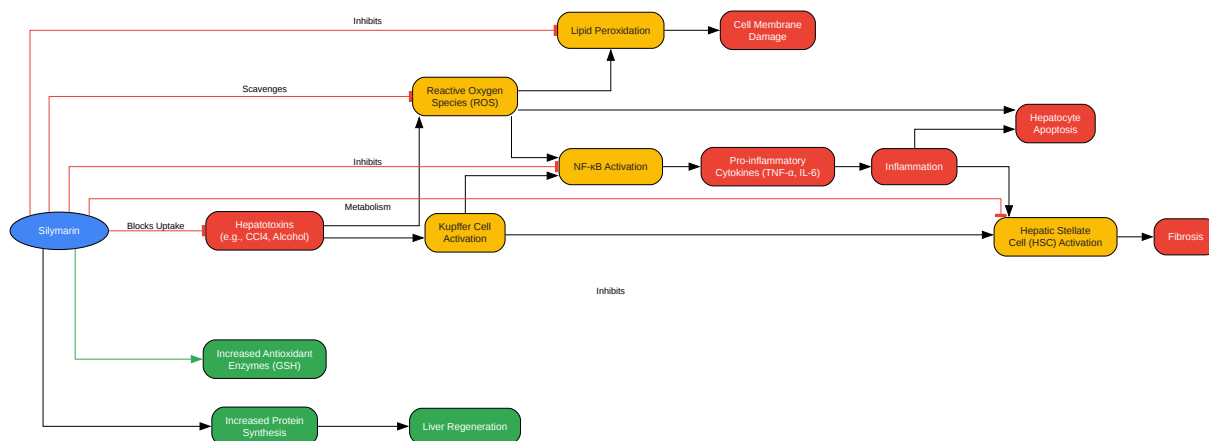 Inhibits
Lipid Peroxidation
Cell Membrane
Damage
Scavenges
Reactive Oxygen
Species (ROS)
Hepatocyte
Apoptosis
Inhibits
NF-κB Activation
Pro-inflammatory
Cytokines (TNF-α, IL-6)
Inflammation
Metabolism
Silymarin
Blocks Uptake
Hepatotoxins
(e.g., CCl4, Alcohol)
Kupffer Cell
Activation
Hepatic Stellate
Cell (HSC) Activation
Fibrosis
Inhibits
Increased Antioxidant
Enzymes (GSH)
Increased Protein
Synthesis
Liver Regeneration